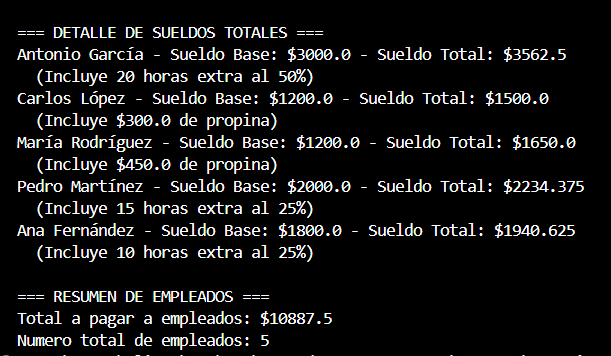 === DETALLE DE SUELDOS TOTALES ===
Antonio García - Sueldo Base: $3000.0 - Sueldo Total: $3562.5
(Incluye 20 horas extra al 50%)
Carlos López - Sueldo Base: $1200.0 - Sueldo Total: $1500.0
(Incluye $300.0 de propina)
María Rodríguez - Sueldo Base: $1200.0 - Sueldo Total: $1650.0
(Incluye $450.0 de propina)
Pedro Martínez - Sueldo Base: $2000.0 - Sueldo Total: $2234.375
(Incluye 15 horas extra al 25%)
Ana Fernández - Sueldo Base: $1800.0 - Sueldo Total: $1940.625
(Incluye 10 horas extra al 25%)
=== RESUMEN DE EMPLEADOS ===
Total a pagar a empleados: $10887.5
Numero total de empleados: 5